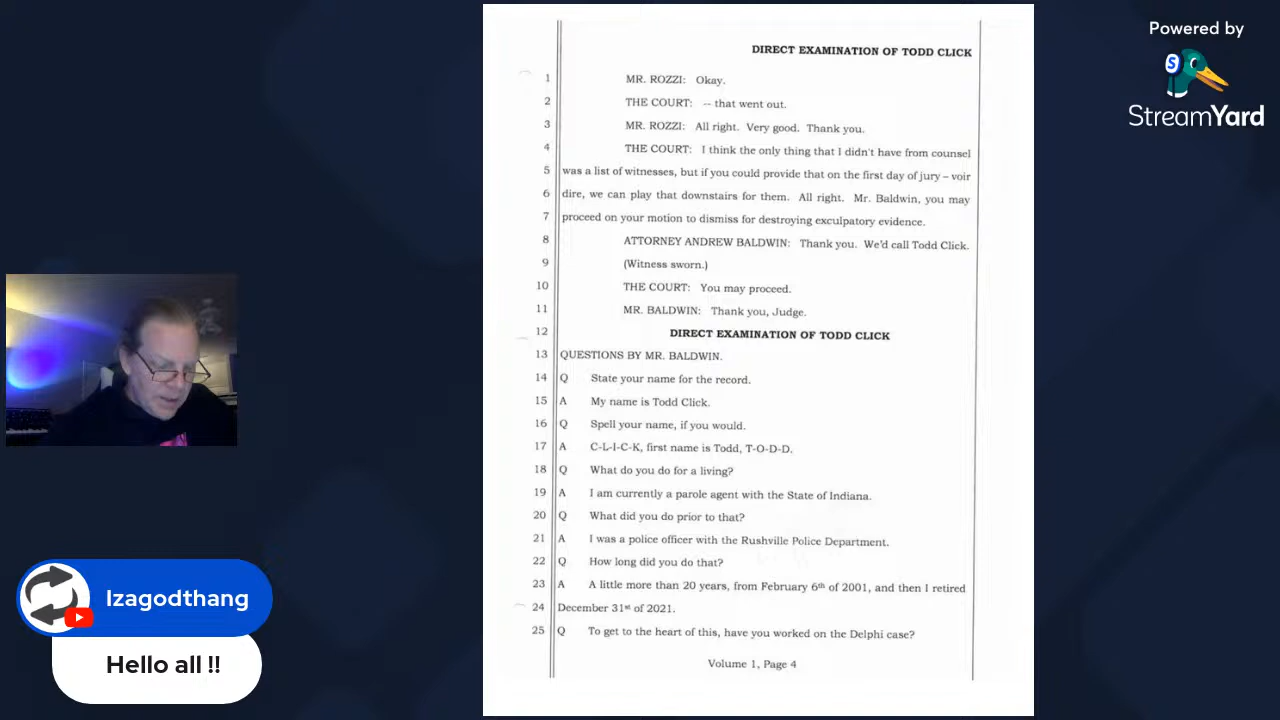 Powered by
StreamYard
DIRECT EXAMINATION OF TODD CLICK
1 MR. ROZZI: Okay.
2 THE COURT: -- that went out.
3 MR. ROZZI: All right. Very good. Thank you.
4 THE COURT: I think the only thing that I didn't have from counsel
5 was a list of witnesses, but if you could provide that on the first day of jury – voir
6 dire, we can play that downstairs for them. All right. Mr. Baldwin, you may
7 proceed on your motion to dismiss for destroying exculpatory evidence.
8 ATTORNEY ANDREW BALDWIN: Thank you. We'd call Todd Click.
9 (Witness sworn.)
10 THE COURT: You may proceed.
11 MR. BALDWIN: Thank you, Judge.
12 DIRECT EXAMINATION OF TODD CLICK
13 QUESTIONS BY MR. BALDWIN.
14 Q State your name for the record.
15 A My name is Todd Click.
16 Q Spell your name, if you would.
17 A C-L-I-C-K, first name is Todd, T-O-D-D.
18 Q What do you do for a living?
19 A I am currently a parole agent with the State of Indiana.
20 Q What did you do prior to that?
21 A I was a police officer with the Rushville Police Department.
22 Q How long did you do that?
23 A A little more than 20 years, from February 6th of 2001, and then I retired
24 December 31st of 2021.
25 Q To get to the heart of this, have you worked on the Delphi case?
Volume 1, Page 4
Izagodthang
Hello all !!